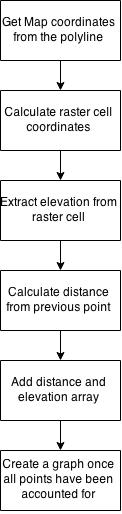 Get Map coordinates
from the polyline
Calculate raster cell
coordinates
Extract elevation from
raster cell
Calculate distance
from previous point
Add distance and
elevation array
Create a graph once
all points have been
accounted for